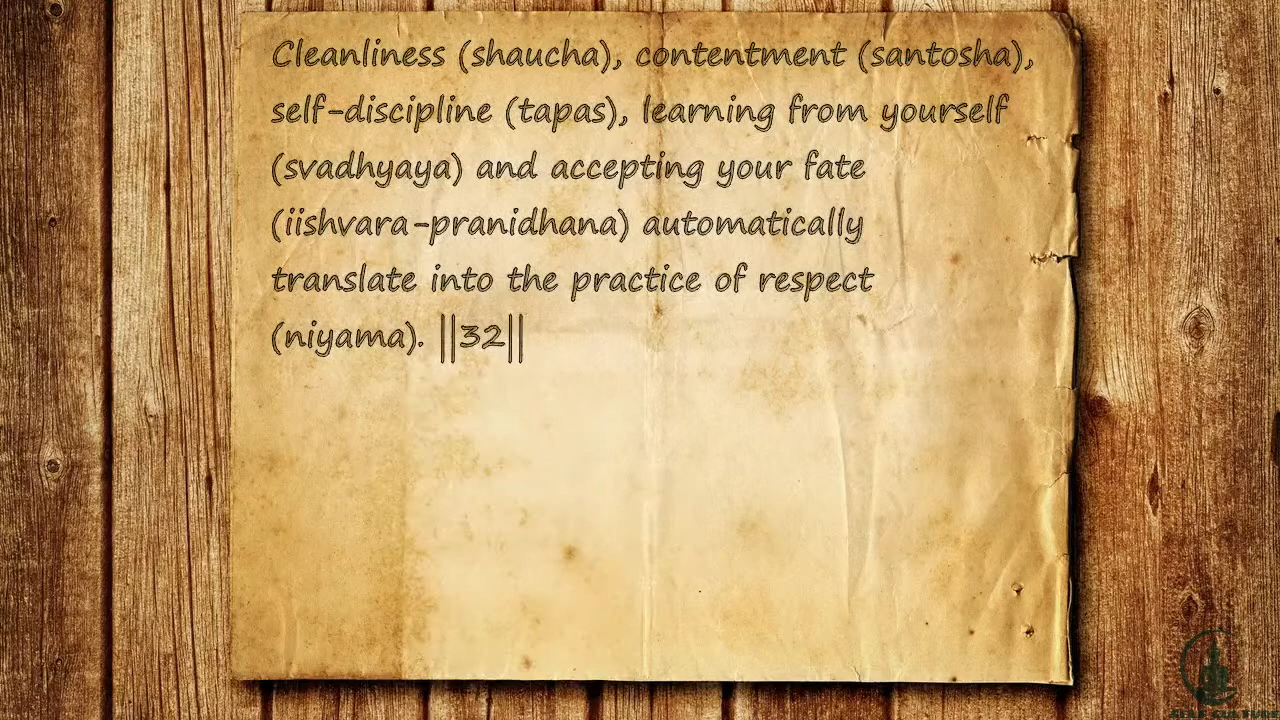 Cleanliness (shaucha), contentment (santosha),
self-discipline (tapas), learning from yourself
(svadhyaya) and accepting your fate
(iishvara-pranidhana) automatically
translate into the practice of respect
(niyama). ||32||